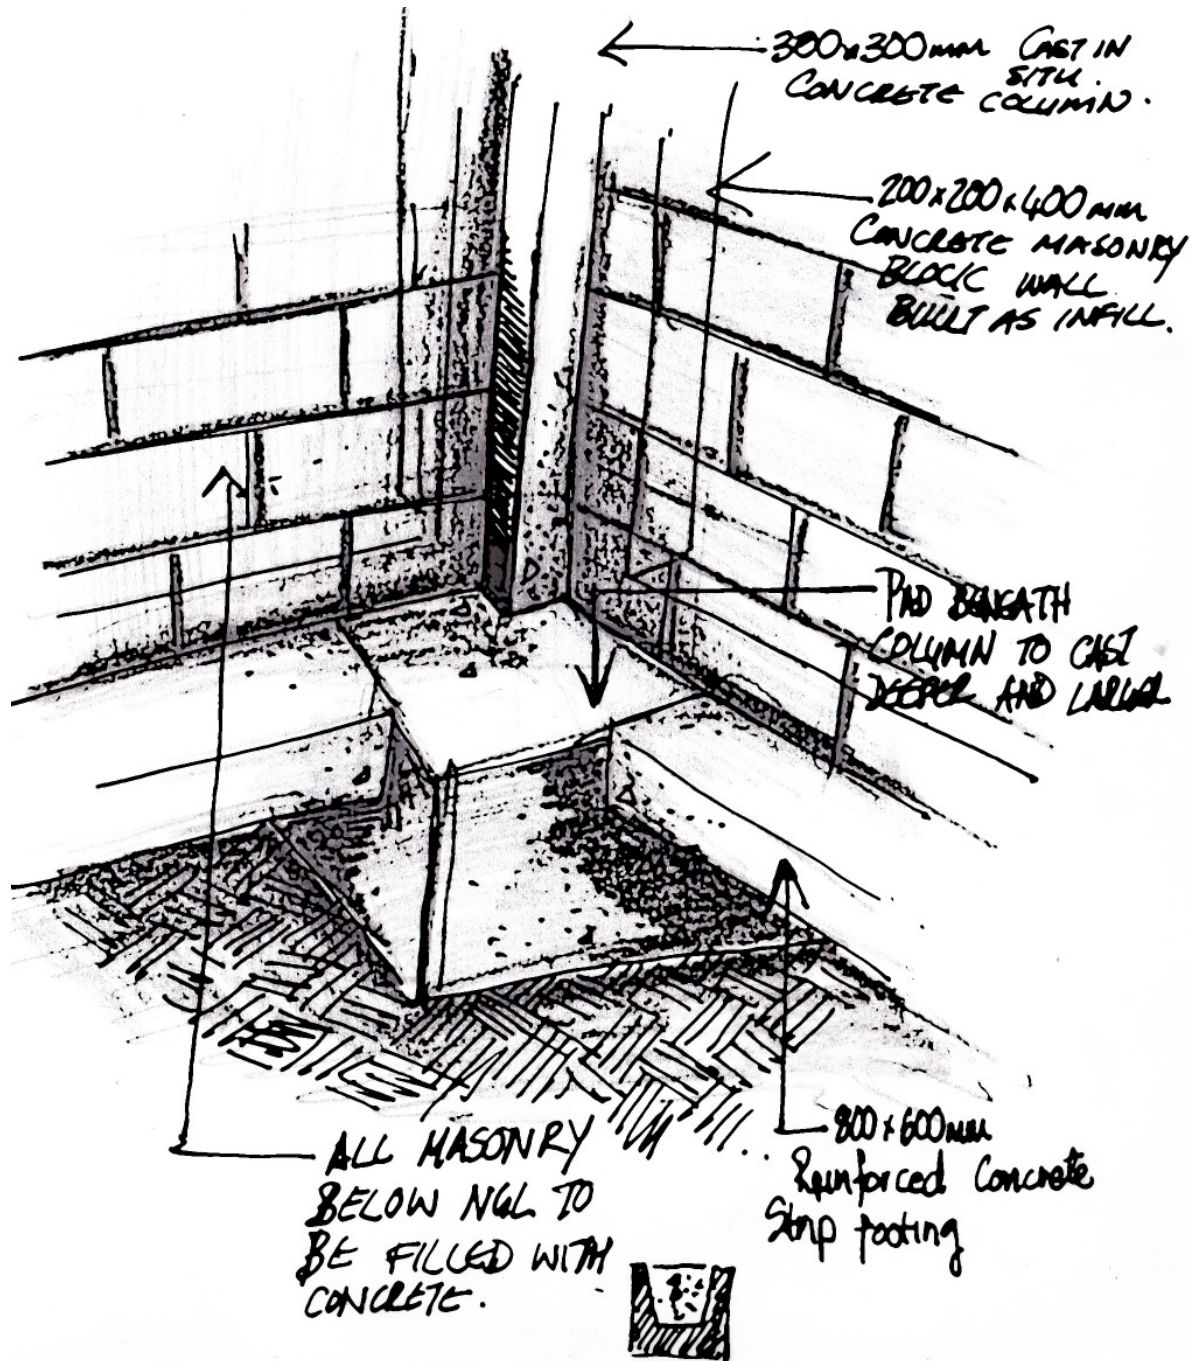 300x300mm CAST IN
SITU.
CONCRETE COLUMN.
200x200x400mm
CONCRETE MASONRY
BLOCK WALL
BUILT AS INFILL.
PAD BENEATH
COLUMN TO CAST
DEEPER AND LARGER
800x600mm
Reinforced Concrete
Strip footing
ALL MASONRY
BELOW NGL TO
BE FILLED WITH
CONCRETE.